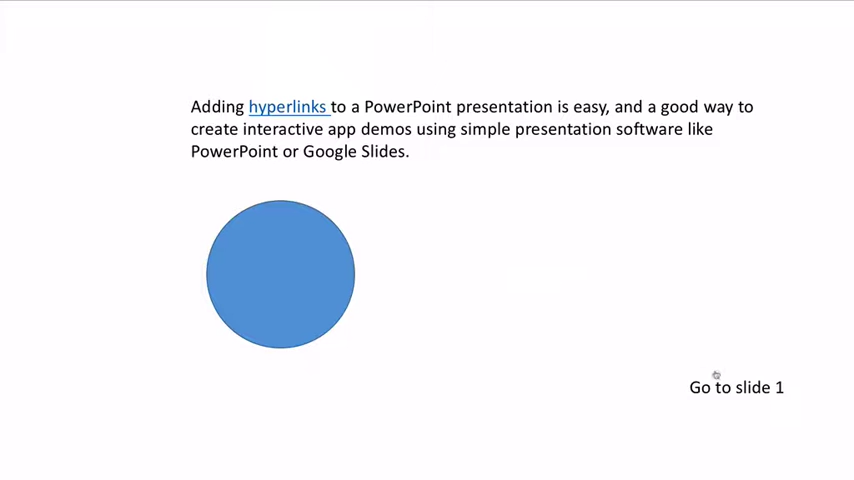 Adding hyperlinks to a PowerPoint presentation is easy, and a good way to
create interactive app demos using simple presentation software like
PowerPoint or Google Slides.
Go to slide 1